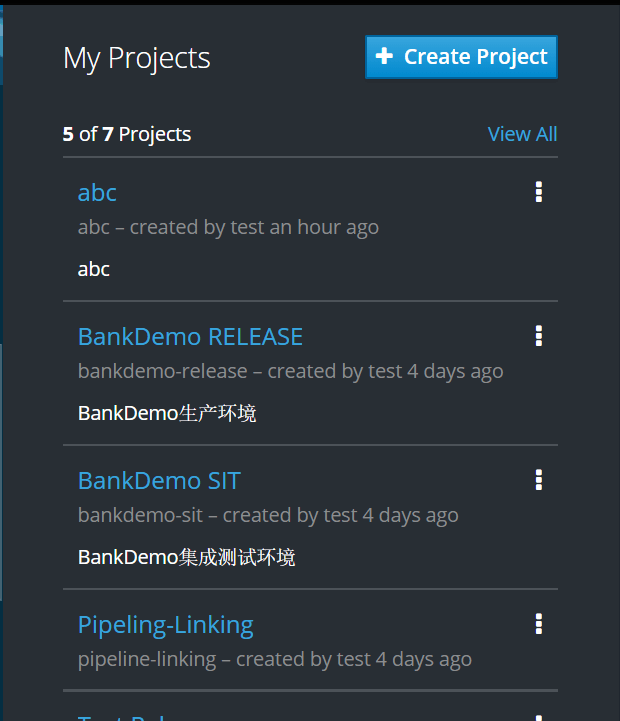 My Projects
Create Project
5 of 7 Projects
View All
abc
abc – created by test an hour ago
abc
BankDemo RELEASE
bankdemo-release – created by test 4 days ago
BankDemo生产环境
BankDemo SIT
bankdemo-sit – created by test 4 days ago
BankDemo集成测试环境
Pipeling-Linking
pipeline-linking – created by test 4 days ago